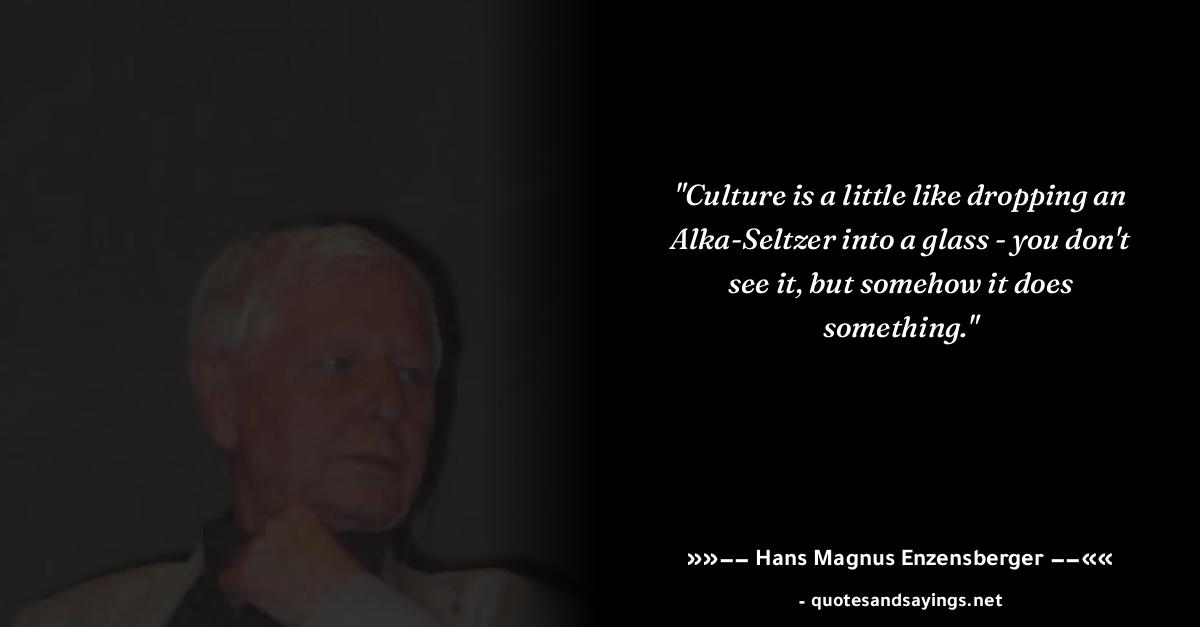 "Culture is a little like dropping an
Alka-Seltzer into a glass - you don't
see it, but somehow it does
something."
»»−− Hans Magnus Enzensberger −−««
- quotesandsayings.net